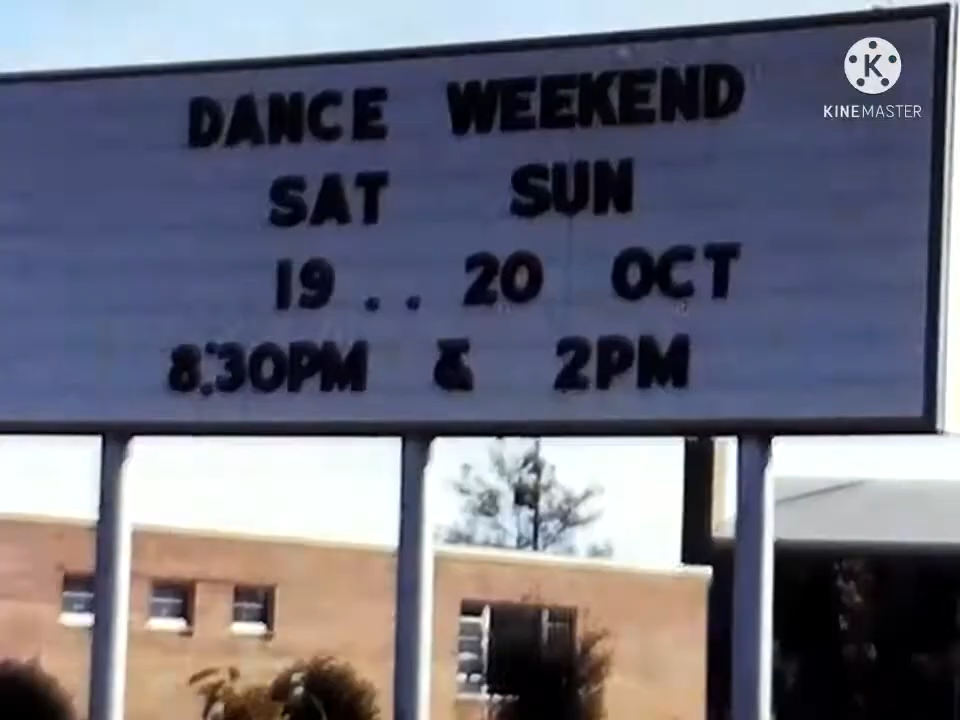 DANCE WEEKEND
SAT SUN
19 . . 20 OCT
8:30PM & 2PM
K
KINEMASTER